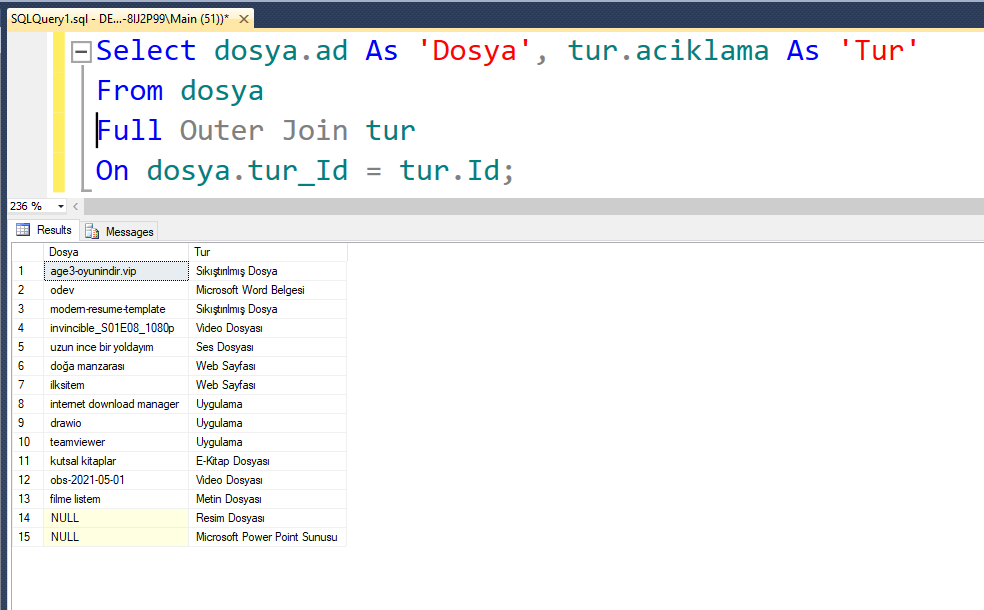 SQLQuery1.sql - DE...-8IJ2P99\Main (51))*
Select dosya.ad As 'Dosya', tur.aciklama As 'Tur'
From dosya
Full Outer Join tur
On dosya.tur_Id = tur.Id;
236 %
Results Messages
Dosya Tur
1 age3-oyunindir.vip Sıkıştırılmış Dosya
2 odev Microsoft Word Belgesi
3 modern-resume-template Sıkıştırılmış Dosya
4 invincible_S01E08_1080p Video Dosyası
5 uzun ince bir yoldayım Ses Dosyası
6 doğa manzarası Web Sayfası
7 ilksitem Web Sayfası
8 internet download manager Uygulama
9 drawio Uygulama
10 teamviewer Uygulama
11 kutsal kitaplar E-Kitap Dosyası
12 obs-2021-05-01 Video Dosyası
13 filme listem Metin Dosyası
14 NULL Resim Dosyası
15 NULL Microsoft Power Point Sunusu